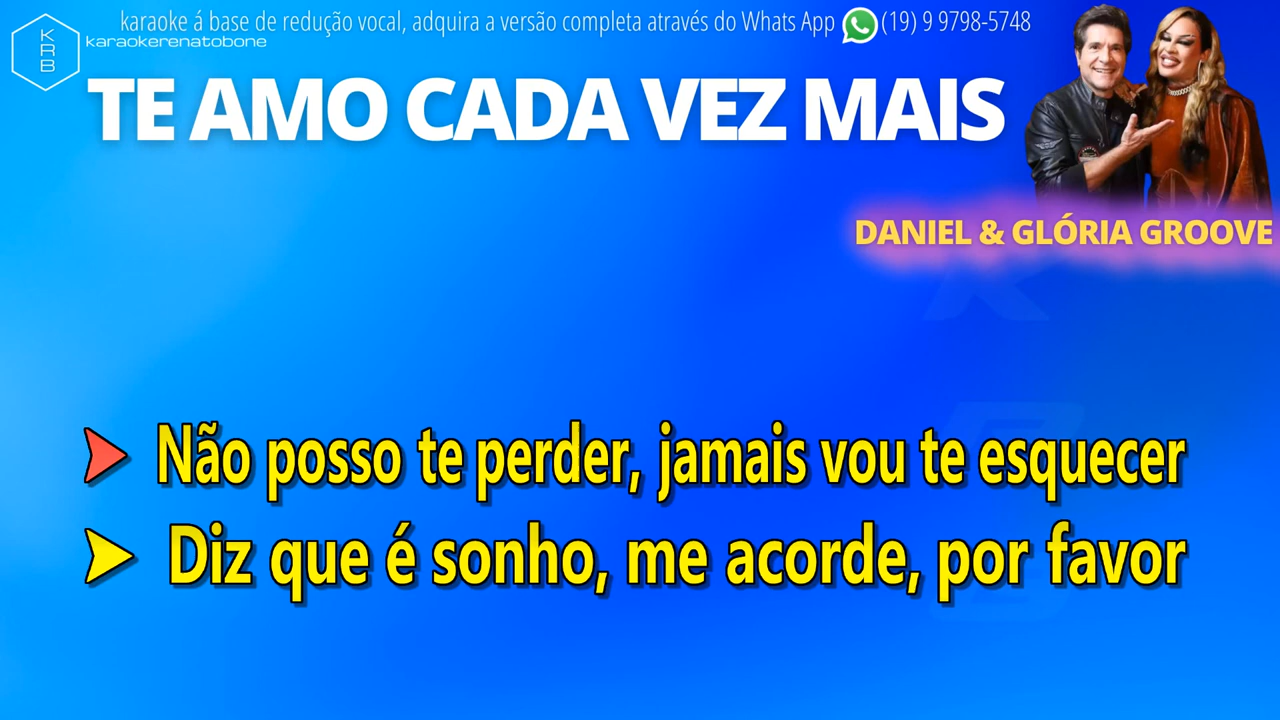 karaoke á base de redução vocal, adquira a versão completa através do Whats App (19) 9 9798-5748
KRB
karaokerenatobone
TE AMO CADA VEZ MAIS
DANIEL & GLÓRIA GROOVE
Não posso te perder, jamais vou te esquecer
Diz que é sonho, me acorde, por favor